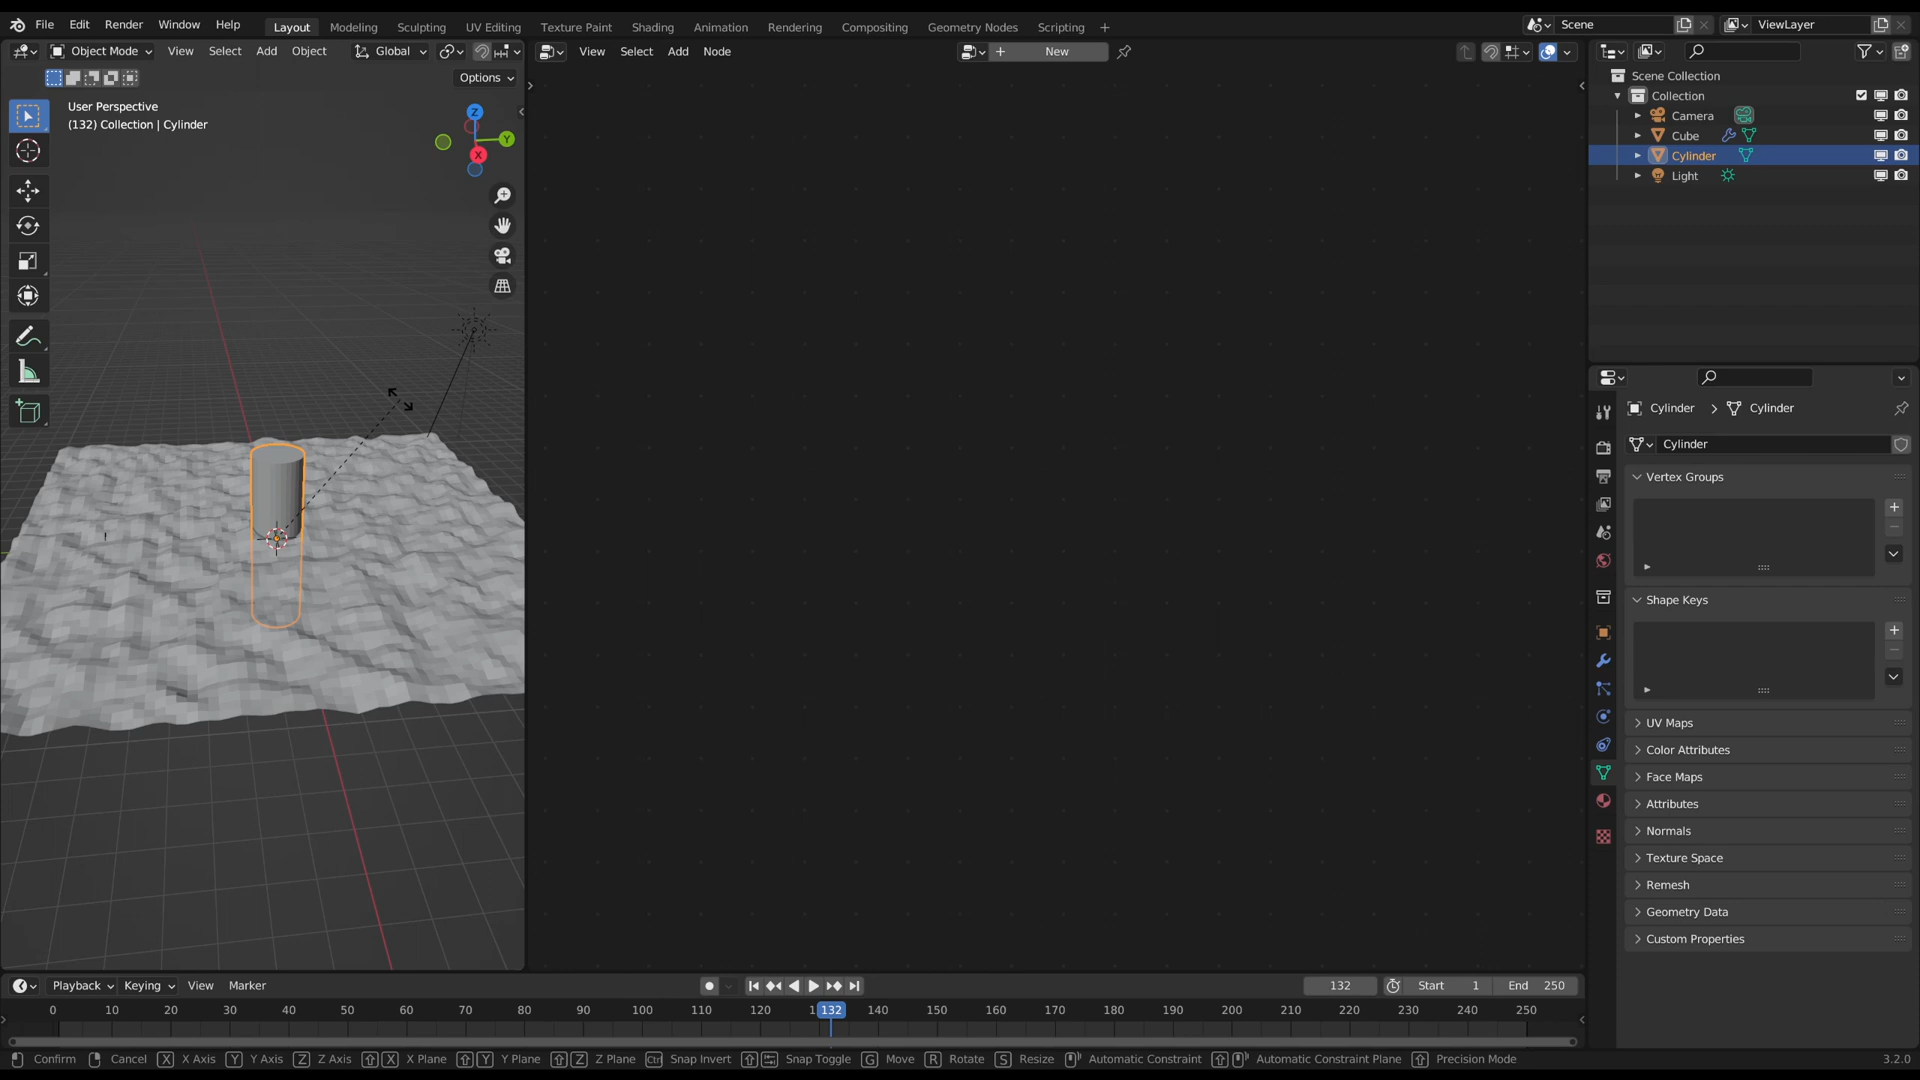 File Edit Render Window Help Layout Modeling Sculpting UV Editing Texture Paint Shading Animation Rendering Compositing Geometry Nodes Scripting + Scene ViewLayer
Object Mode View Select Add Object Global View Select Add Node + New
Options
User Perspective
(132) Collection | Cylinder
Z
Y
X
Scene Collection
Collection
Camera
Cube
Cylinder
Light
Cylinder > Cylinder
Cylinder
Vertex Groups
Shape Keys
UV Maps
Color Attributes
Face Maps
Attributes
Normals
Texture Space
Remesh
Geometry Data
Custom Properties
Playback Keying View Marker 132 Start 1 End 250
0 10 20 30 40 50 60 70 80 90 100 110 120 1 132 140 150 160 170 180 190 200 210 220 230 240 250
Confirm Cancel X X Axis Y Y Axis Z Z Axis X X Plane Y Y Plane Z Z Plane Ctrl Snap Invert Snap Toggle G Move R Rotate S Resize Automatic Constraint Automatic Constraint Plane Precision Mode 3.2.0